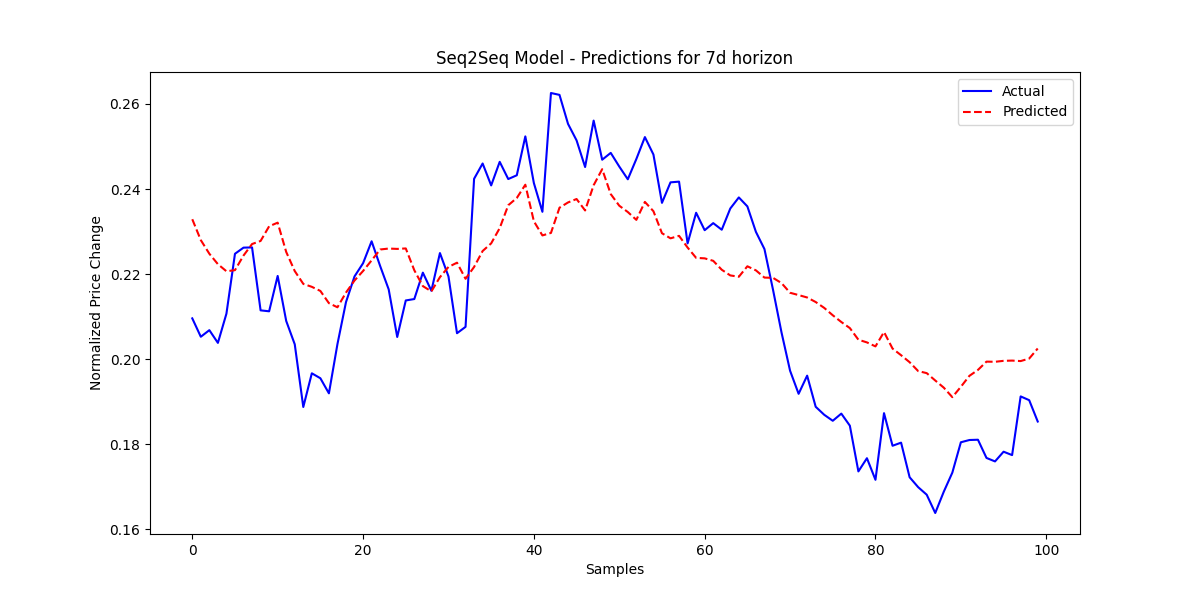 Seq2Seq Model - Predictions for 7d horizon
Actual
Predicted
Normalized Price Change
0.26
0.24
0.22
0.20
0.18
0.16
0
20
40
60
80
100
Samples